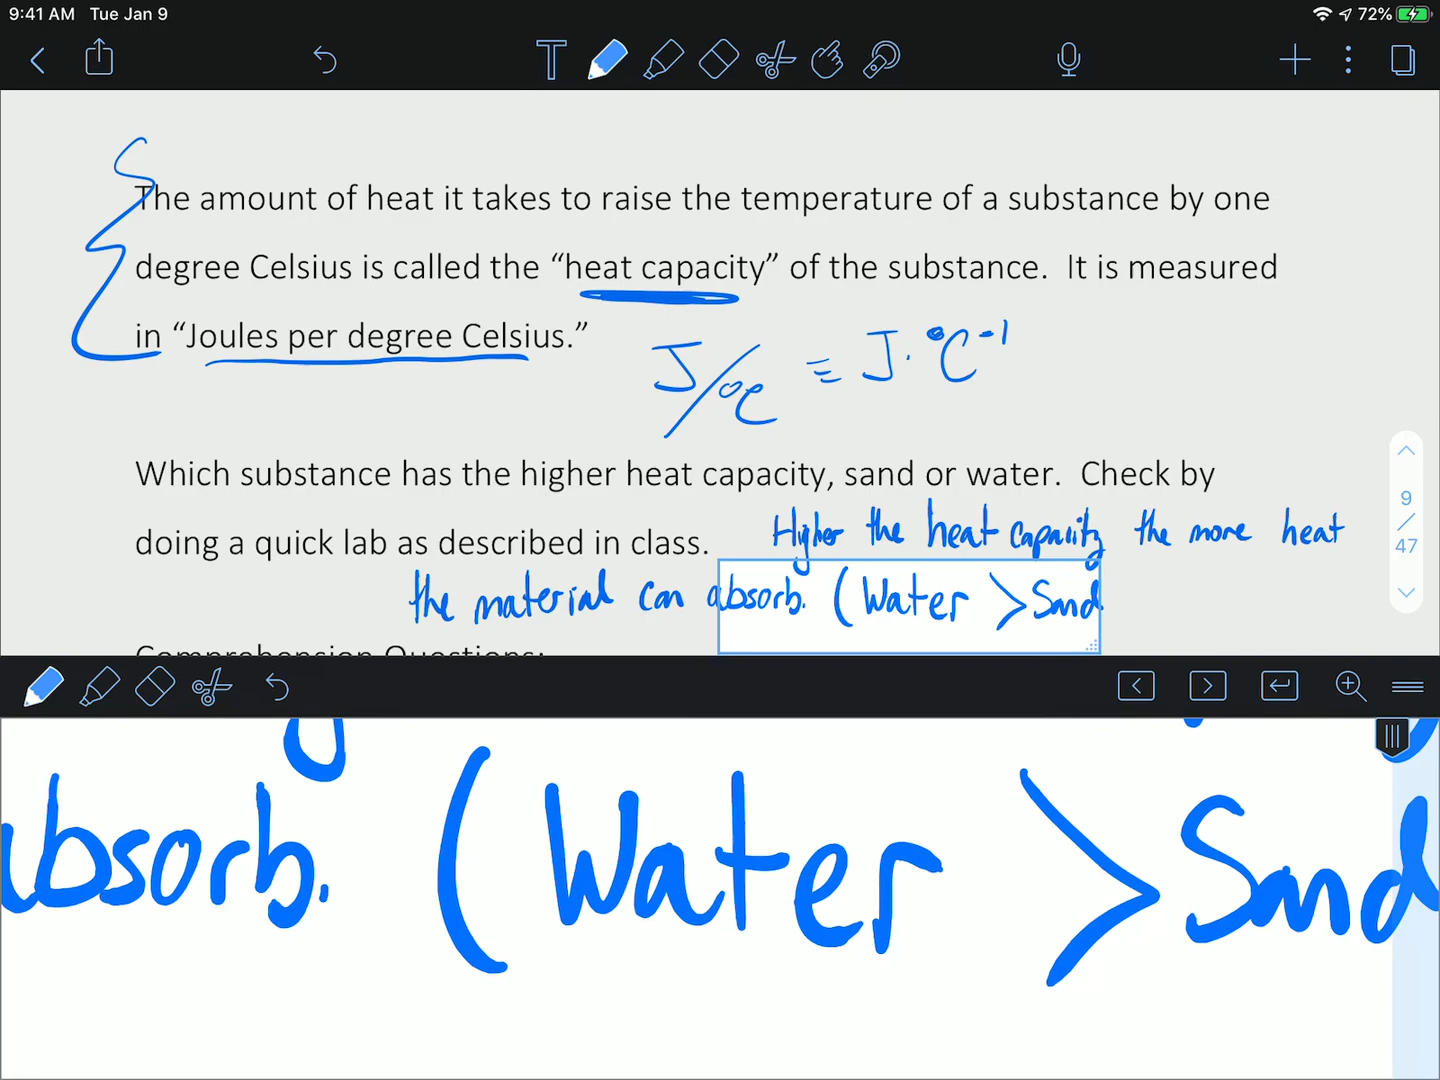 9:41 AM Tue Jan 9
72%
The amount of heat it takes to raise the temperature of a substance by one
degree Celsius is called the “heat capacity” of the substance. It is measured
in “Joules per degree Celsius.”
J/°C ≡ J · °C⁻¹
Which substance has the higher heat capacity, sand or water. Check by
doing a quick lab as described in class.
Higher the heat capacity the more heat
the material can absorb. (Water > Sand
Comprehension Questions:
9
/
47
absorb. (Water > Sand